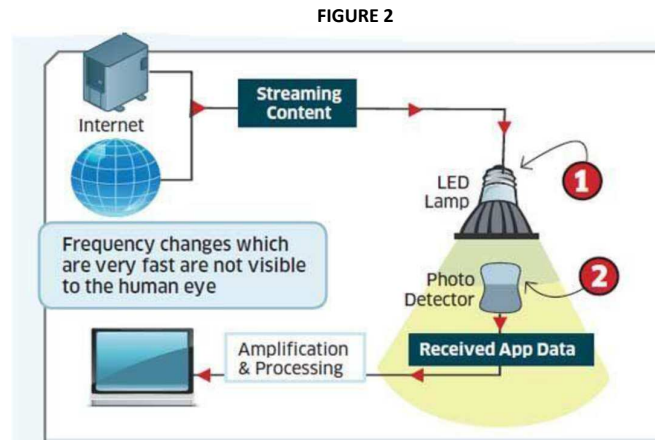 FIGURE 2
Streaming
Content
Internet
LED
Lamp
1
Frequency changes which
are very fast are not visible
to the human eye
Photo
Detector
2
Amplification
& Processing
Received App Data